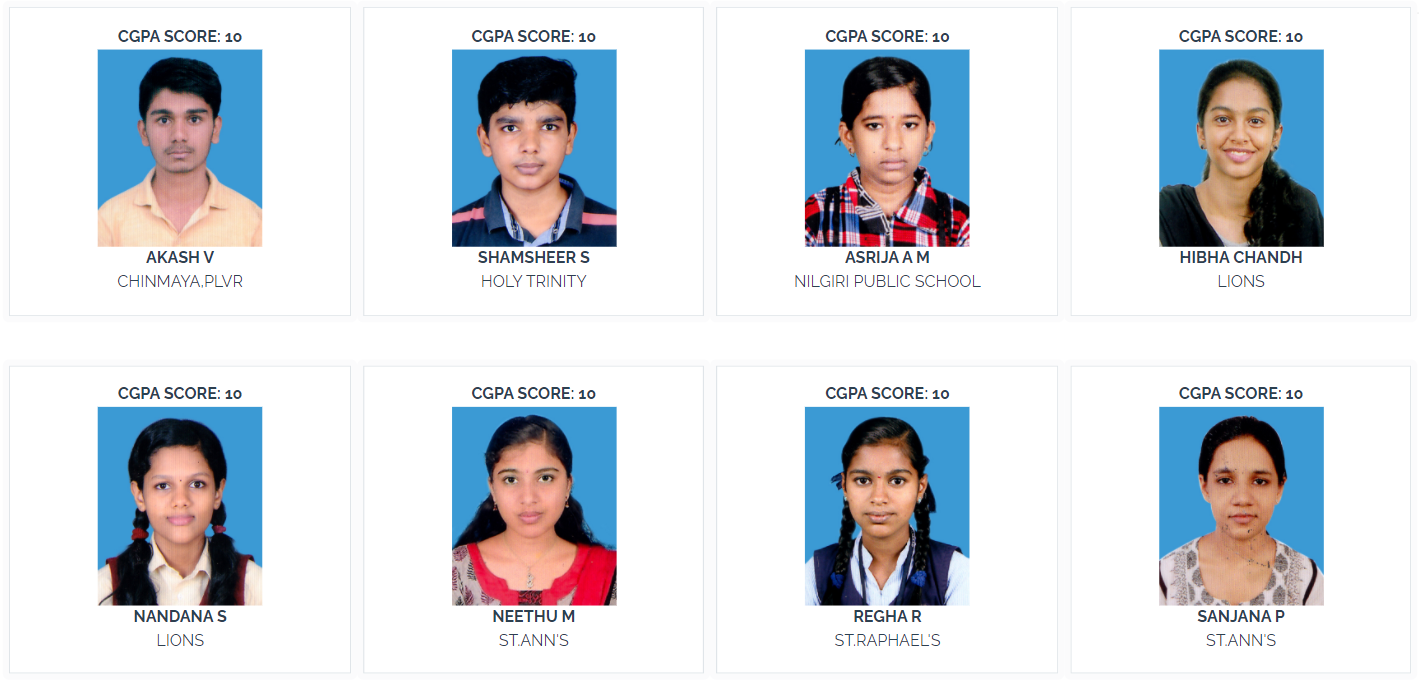 CGPA SCORE: 10
AKASH V
CHINMAYA,PLVR
CGPA SCORE: 10
SHAMSHEER S
HOLY TRINITY
CGPA SCORE: 10
ASRIJA A M
NILGIRI PUBLIC SCHOOL
CGPA SCORE: 10
HIBHA CHANDH
LIONS
CGPA SCORE: 10
NANDANA S
LIONS
CGPA SCORE: 10
NEETHU M
ST.ANN'S
CGPA SCORE: 10
REGHA R
ST.RAPHAEL'S
CGPA SCORE: 10
SANJANA P
ST.ANN'S